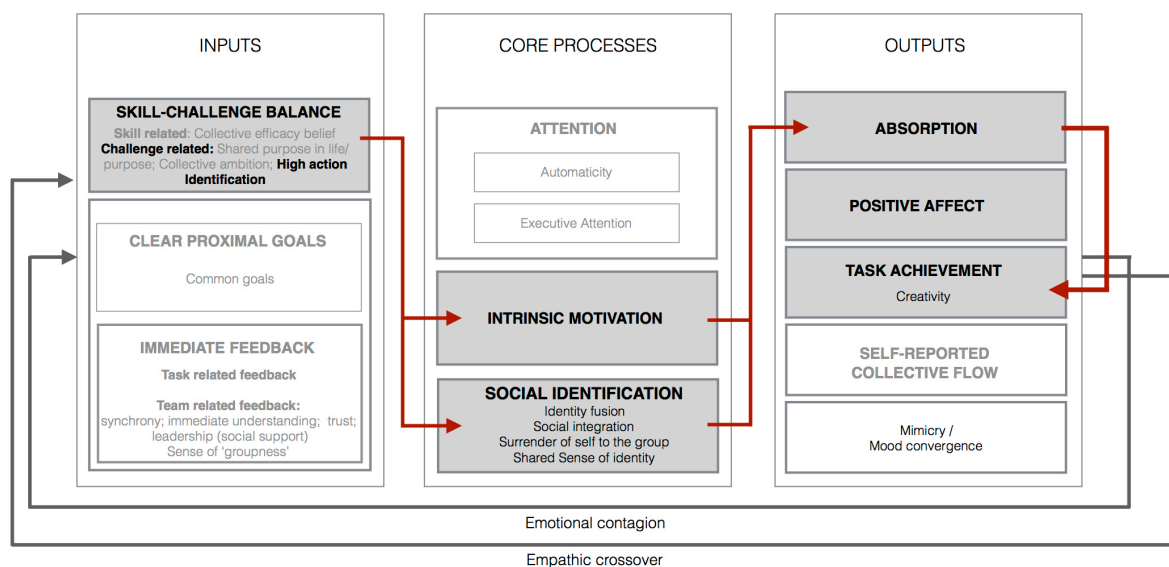 INPUTS
SKILL-CHALLENGE BALANCE
Skill related: Collective efficacy belief
Challenge related: Shared purpose in life/
purpose; Collective ambition; High action
Identification
CLEAR PROXIMAL GOALS
Common goals
IMMEDIATE FEEDBACK
Task related feedback
Team related feedback:
synchrony; immediate understanding; trust;
leadership (social support)
Sense of 'groupness'
CORE PROCESSES
ATTENTION
Automaticity
Executive Attention
INTRINSIC MOTIVATION
SOCIAL IDENTIFICATION
Identity fusion
Social integration
Surrender of self to the group
Shared Sense of identity
OUTPUTS
ABSORPTION
POSITIVE AFFECT
TASK ACHIEVEMENT
Creativity
SELF-REPORTED
COLLECTIVE FLOW
Mimicry /
Mood convergence
Emotional contagion
Empathic crossover